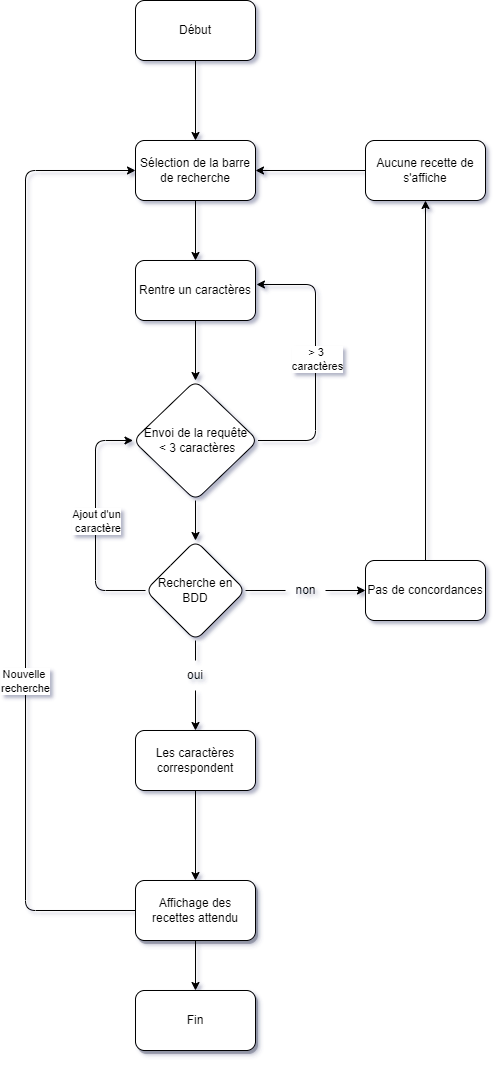 Début
Sélection de la barre
de recherche
Aucune recette de
s'affiche
Rentre un caractères
> 3
caractères
Envoi de la requête
< 3 caractères
Ajout d'un
caractère
Recherche en
BDD
non
Pas de concordances
oui
Nouvelle
recherche
Les caractères
correspondent
Affichage des
recettes attendu
Fin